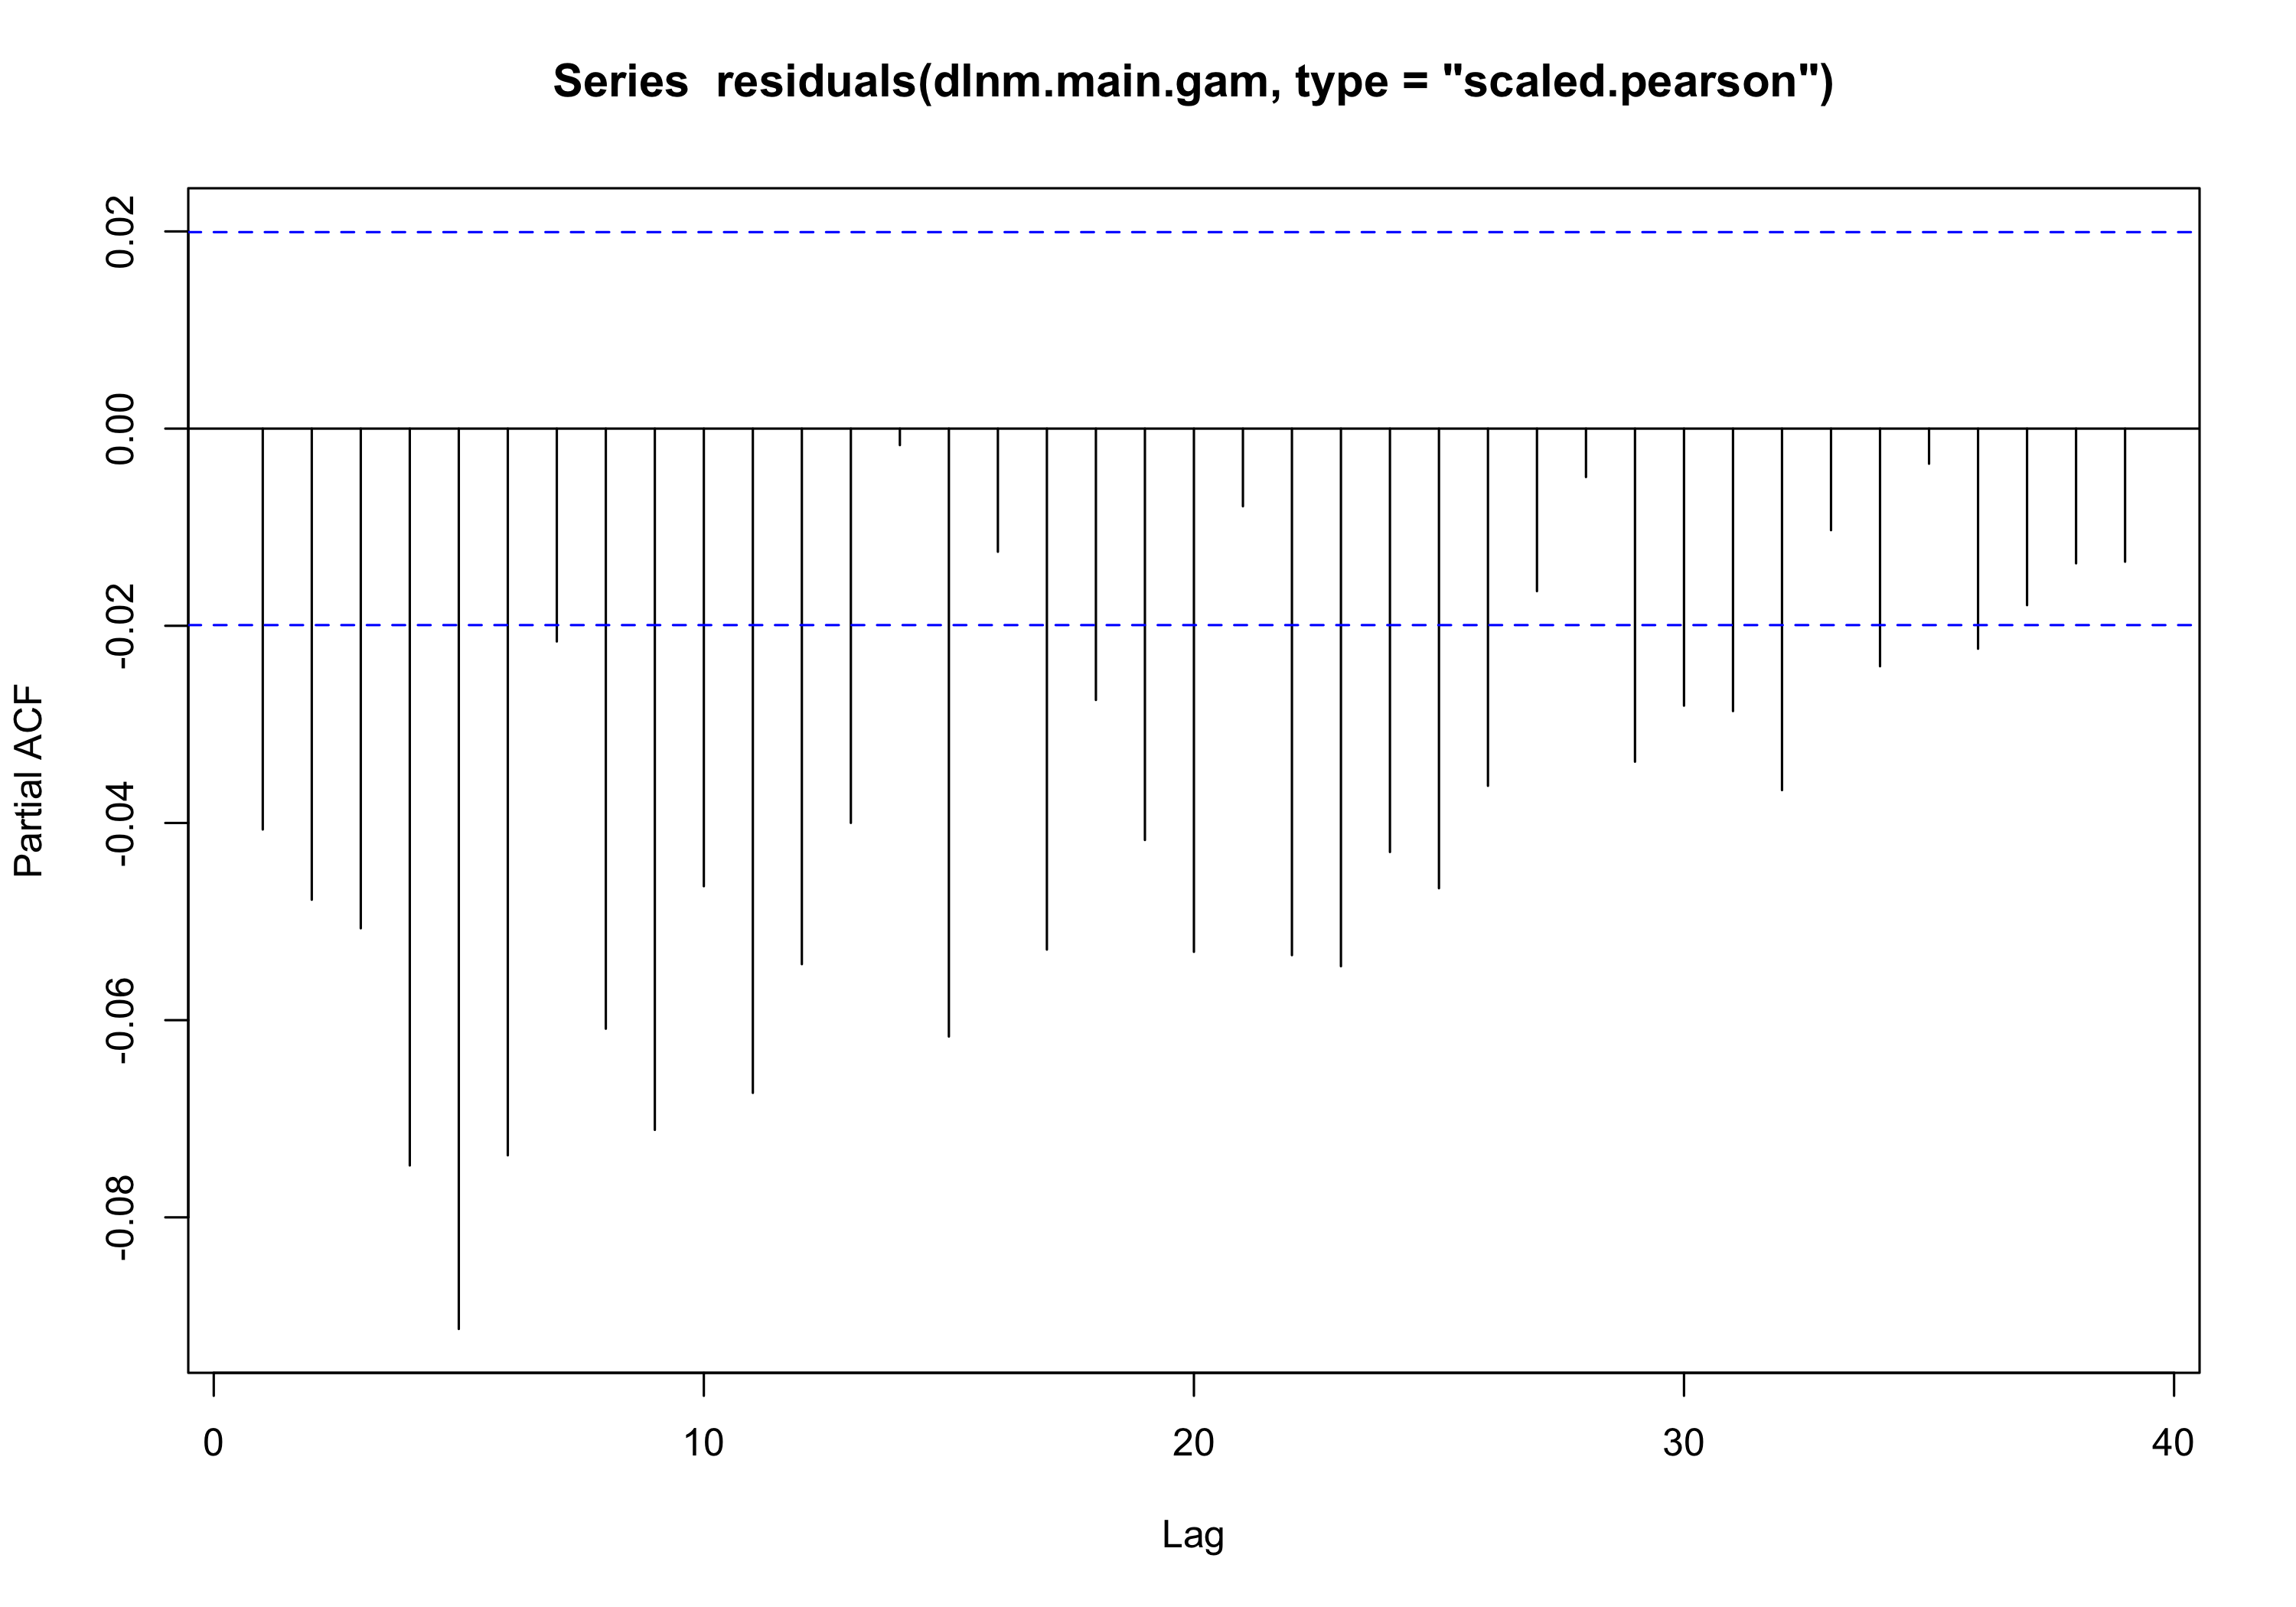 Series  residuals(dlnm.main.gam, type = "scaled.pearson")
Partial ACF
0.02
0.00
-0.02
-0.04
-0.06
-0.08
0 10 20 30 40
Lag